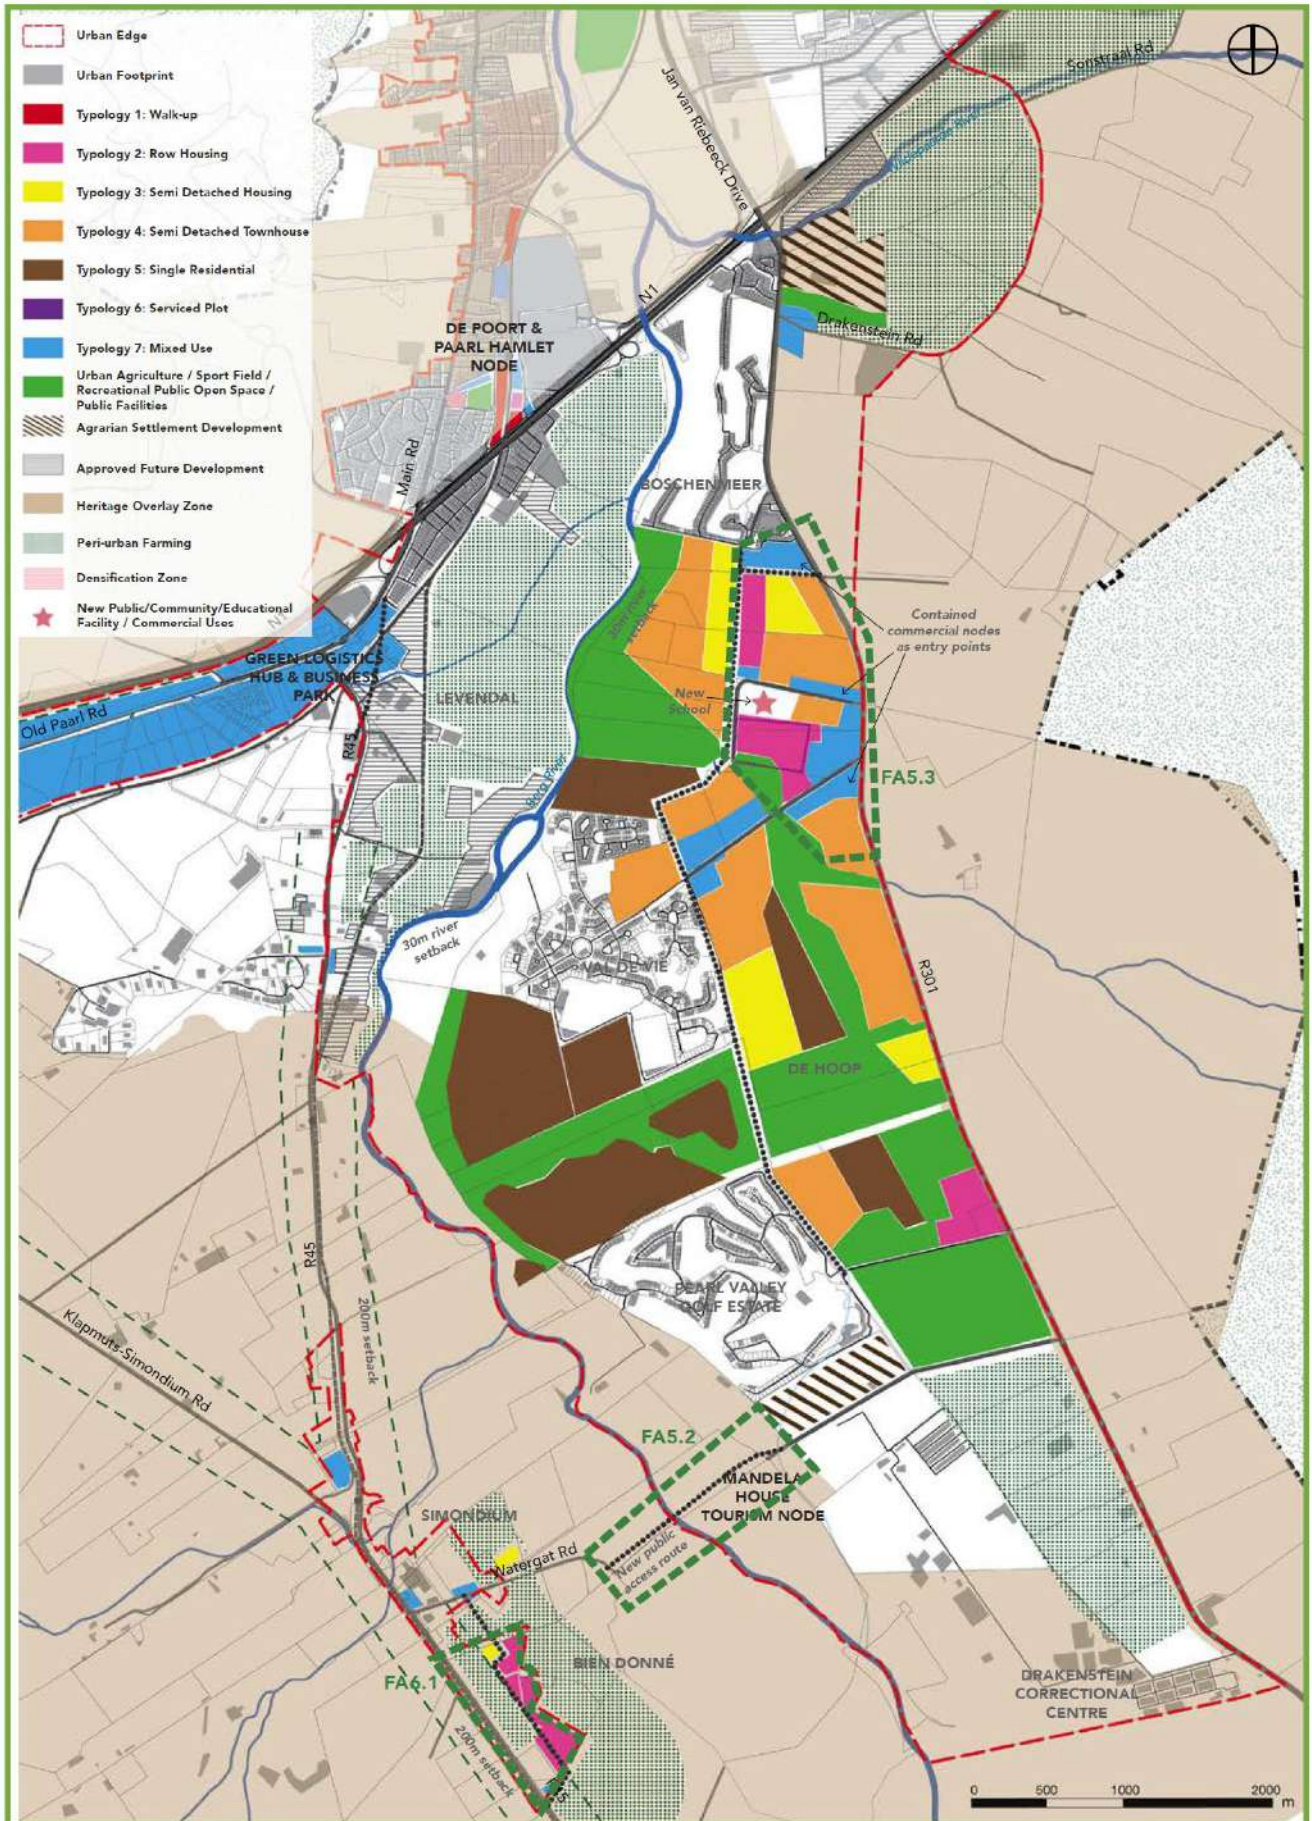 Urban Edge
Urban Footprint
Typology 1: Walk-up
Typology 2: Row Housing
Typology 3: Semi Detached Housing
Typology 4: Semi Detached Townhouse
Typology 5: Single Residential
Typology 6: Serviced Plot
Typology 7: Mixed Use
Urban Agriculture / Sport Field /
Recreational Public Open Space /
Public Facilities
Agrarian Settlement Development
Approved Future Development
Heritage Overlay Zone
Peri-urban Farming
Densification Zone
New Public/Community/Educational
Facility / Commercial Uses
Sonstraal Rd
Jan van Riebeeck Drive
N1
DE POORT &
PAARL HAMLET
NODE
Drakenstein Rd
Main Rd
BOSCHENMEER
30m river
setback
Contained
commercial nodes
as entry points
N1
GREEN LOGISTICS
HUB & BUSINESS
PARK
LEVENDAL
New
School
Old Paarl Rd
R45
Berg River
FA5.3
30m river
setback
VAL DE VIE
R301
DE HOOP
R45
200m setback
PEARL VALLEY
GOLF ESTATE
Klapmuts-Simondium Rd
FA5.2
MANDELA
HOUSE
TOURISM NODE
SIMONDIUM
Watergat Rd
New public
access route
BIEN DONNÉ
FA6.1
200m setback
DRAKENSTEIN
CORRECTIONAL
CENTRE
0 500 1000 2000
m